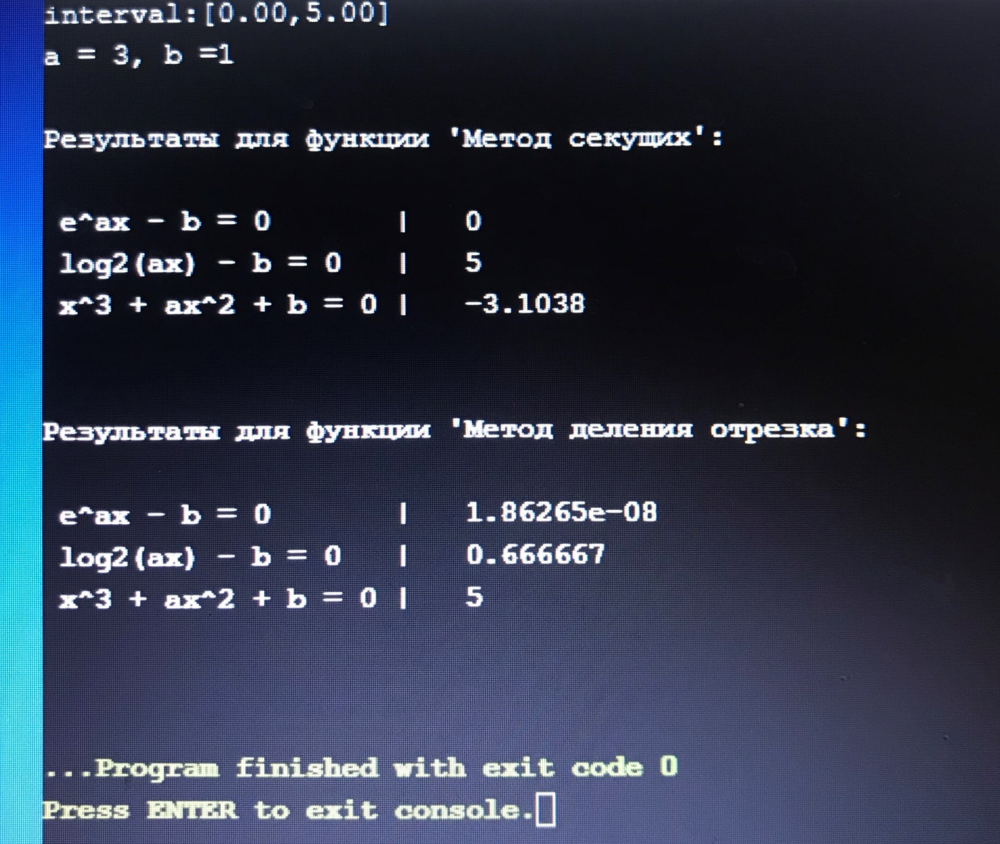 interval:[0.00,5.00]
a = 3, b =1
Результаты для функции 'Метод секущих':
e^ax - b = 0 | 0
log2(ax) - b = 0 | 5
x^3 + ax^2 + b = 0 | -3.1038
Результаты для функции 'Метод деления отрезка':
e^ax - b = 0 | 1.86265e-08
log2(ax) - b = 0 | 0.666667
x^3 + ax^2 + b = 0 | 5
...Program finished with exit code 0
Press ENTER to exit console.